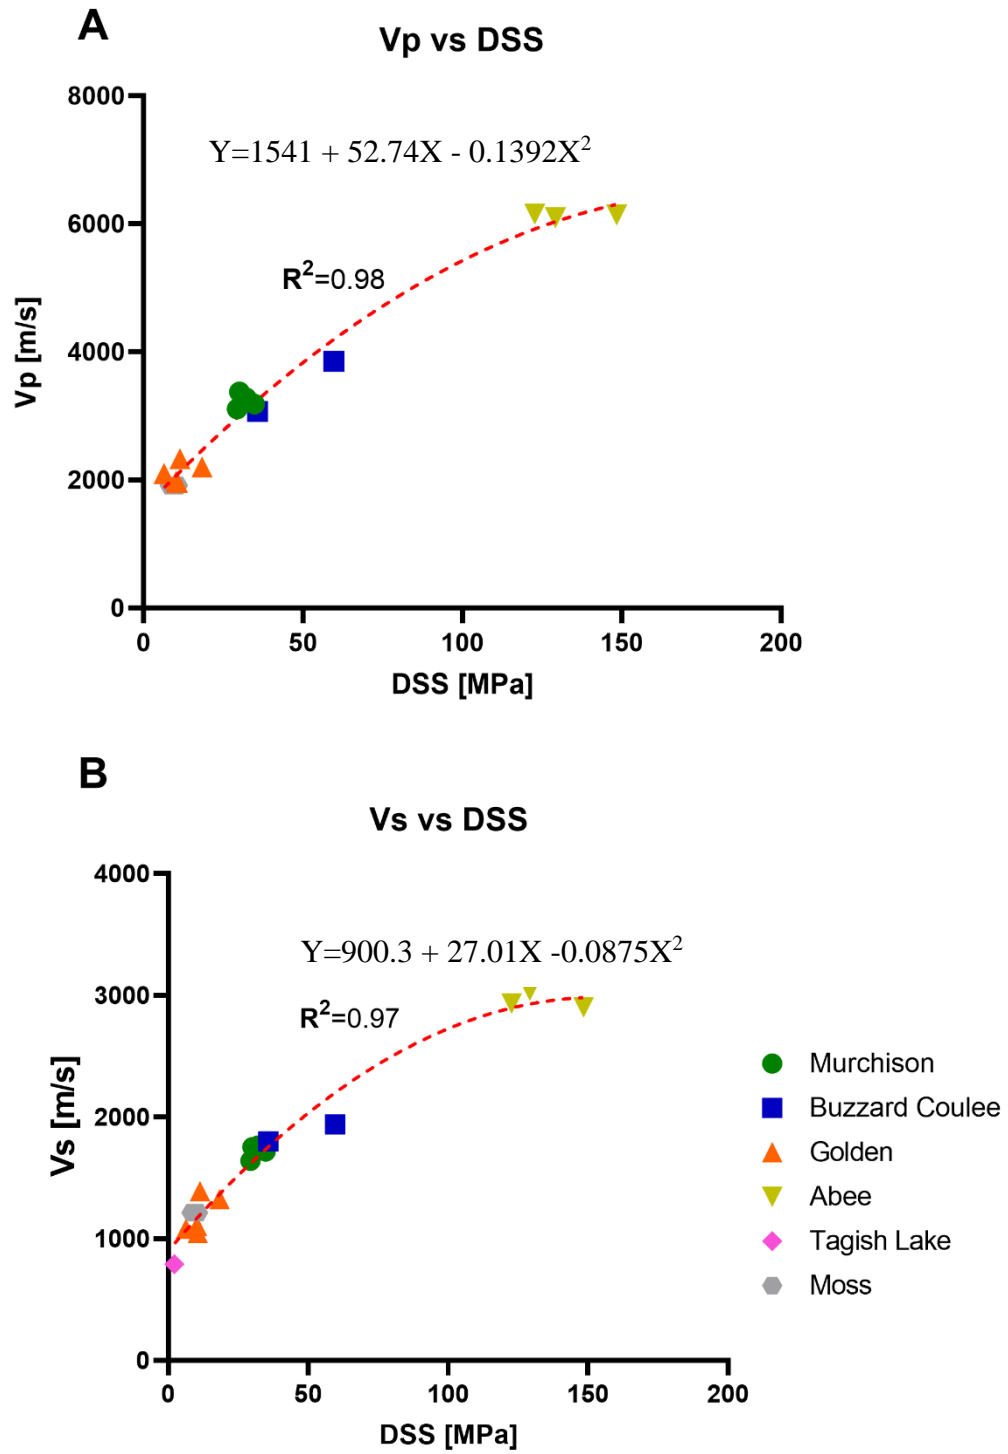 A
Vp vs DSS
8000
6000
4000
2000
0
Y=1541 + 52.74X - 0.1392X²
R²=0.98
Vp [m/s]
0 50 100 150 200
DSS [MPa]
B
Vs vs DSS
4000
3000
2000
1000
0
Y=900.3 + 27.01X -0.0875X²
R²=0.97
Vs [m/s]
0 50 100 150 200
DSS [MPa]
Murchison
Buzzard Coulee
Golden
Abee
Tagish Lake
Moss